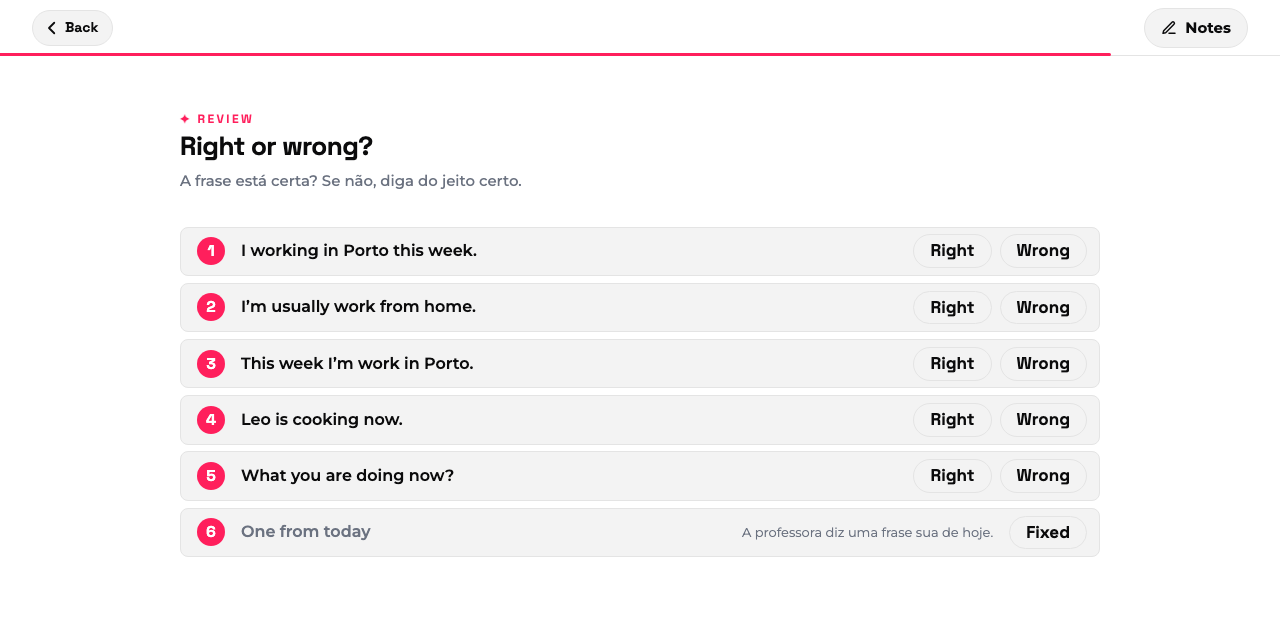 Back
Notes
✦ REVIEW
Right or wrong?
A frase está certa? Se não, diga do jeito certo.
1 I working in Porto this week. Right Wrong
2 I’m usually work from home. Right Wrong
3 This week I’m work in Porto. Right Wrong
4 Leo is cooking now. Right Wrong
5 What you are doing now? Right Wrong
6 One from today A professora diz uma frase sua de hoje. Fixed